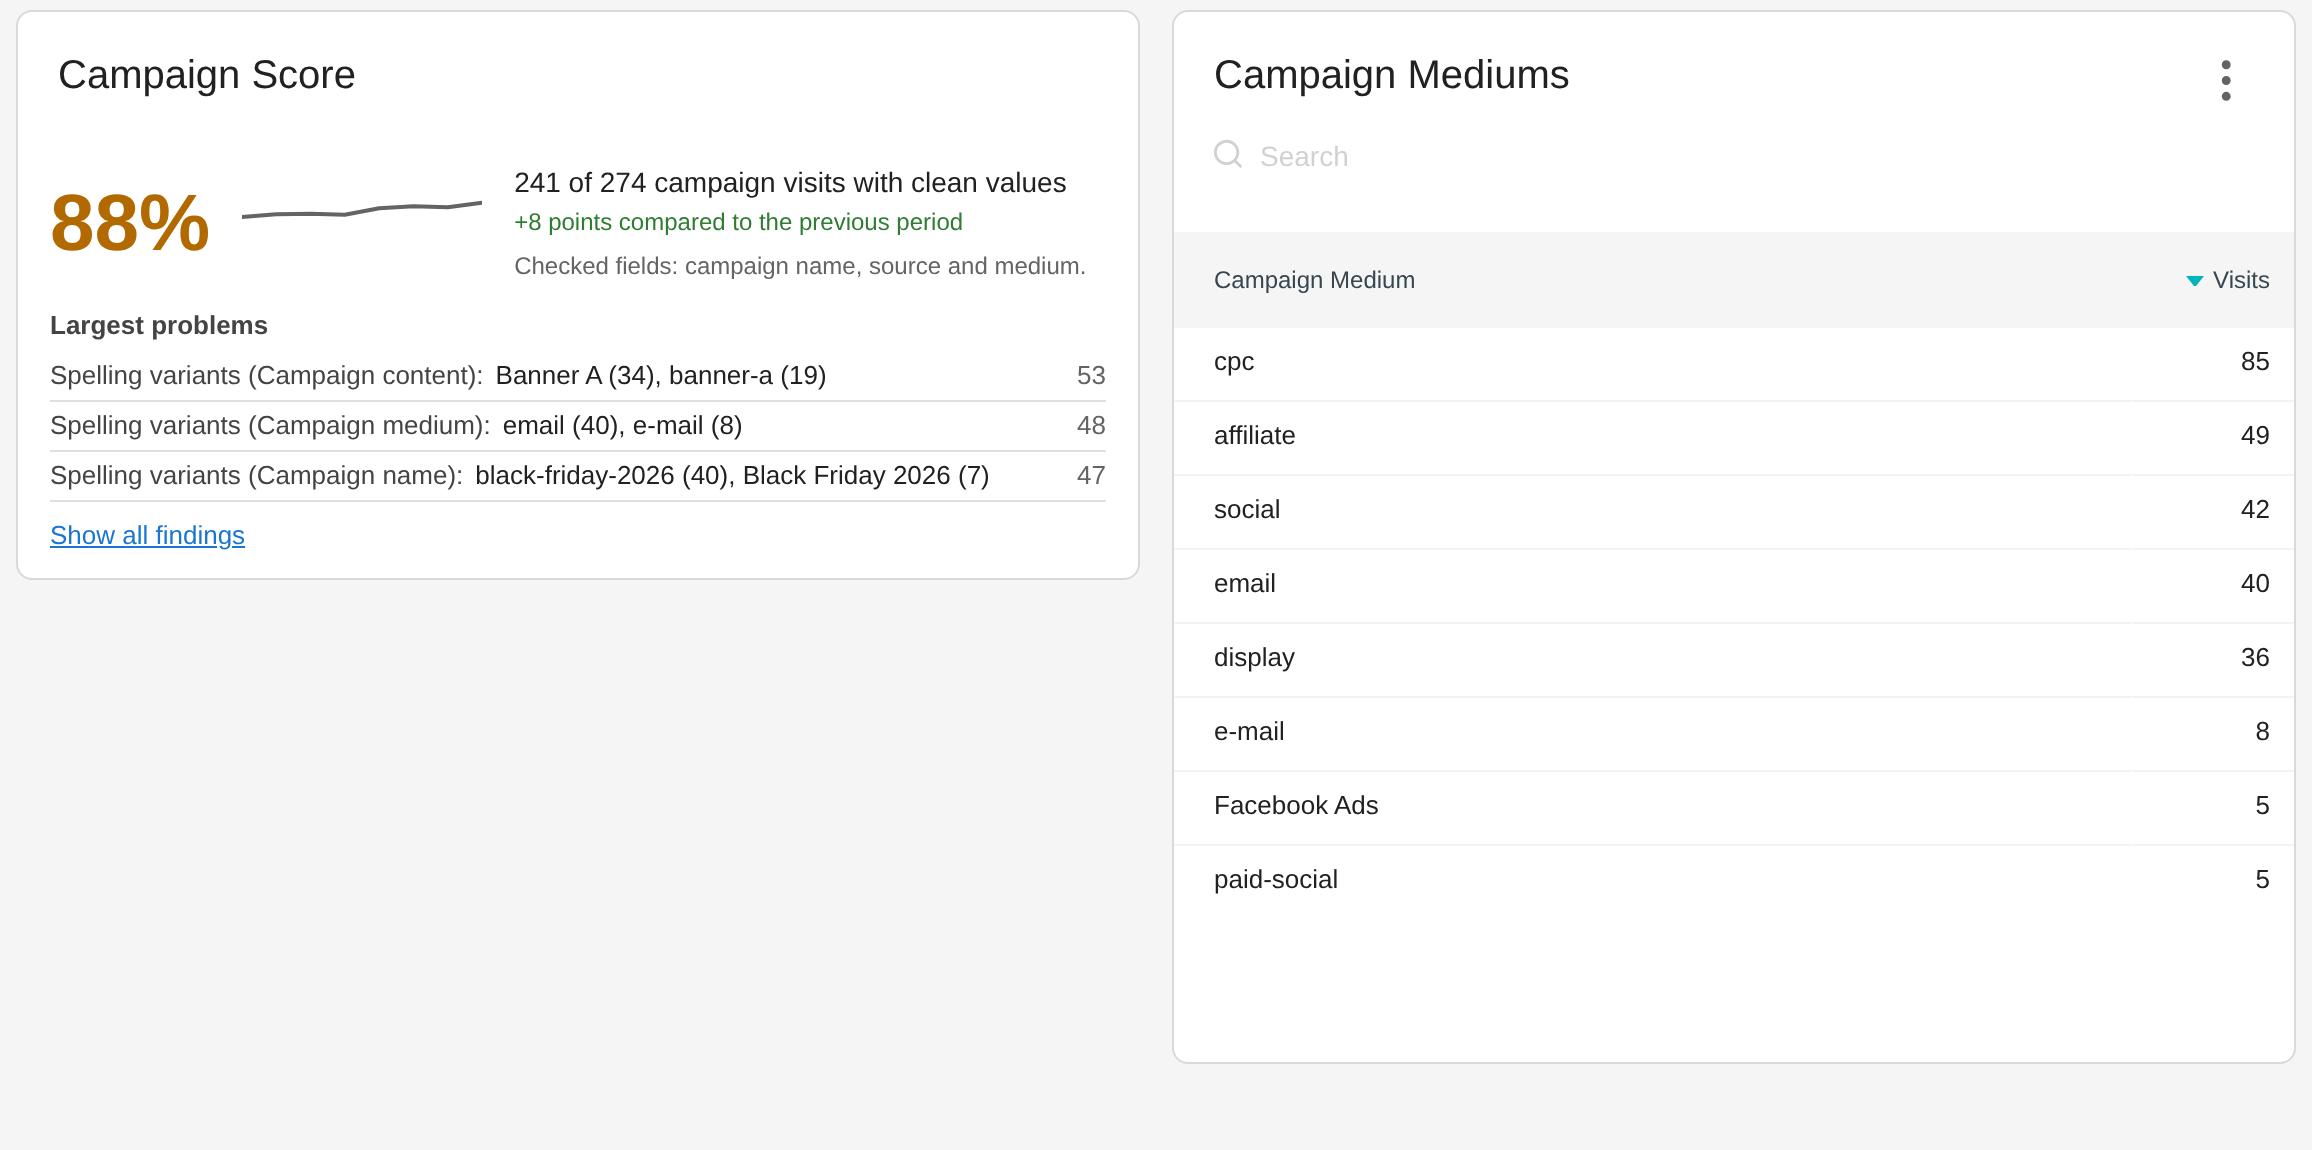 Campaign Score
88%
241 of 274 campaign visits with clean values
+8 points compared to the previous period
Checked fields: campaign name, source and medium.
Largest problems
Spelling variants (Campaign content): Banner A (34), banner-a (19) 53
Spelling variants (Campaign medium): email (40), e-mail (8) 48
Spelling variants (Campaign name): black-friday-2026 (40), Black Friday 2026 (7) 47
Show all findings
Campaign Mediums
Search
Campaign Medium Visits
cpc 85
affiliate 49
social 42
email 40
display 36
e-mail 8
Facebook Ads 5
paid-social 5